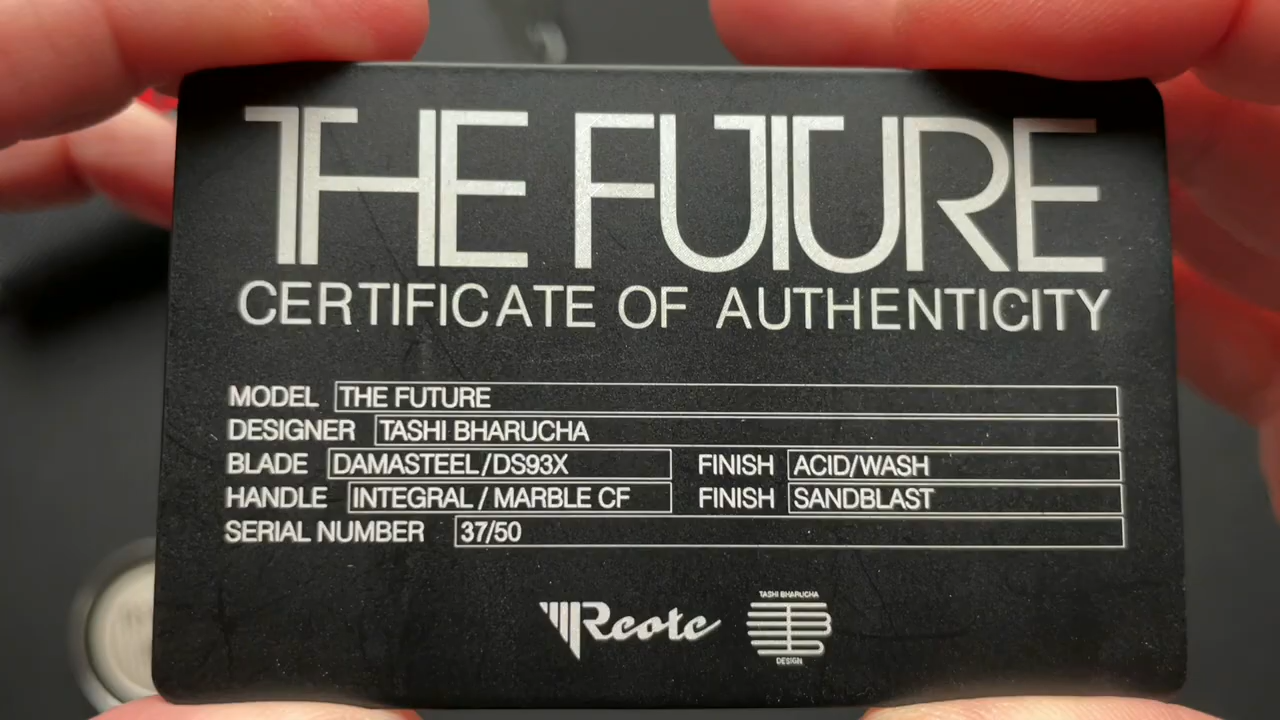 THE FUTURE
CERTIFICATE OF AUTHENTICITY
MODEL THE FUTURE
DESIGNER TASHI BHARUCHA
BLADE DAMASTEEL/DS93X FINISH ACID/WASH
HANDLE INTEGRAL / MARBLE CF FINISH SANDBLAST
SERIAL NUMBER 37/50
TASHI BHARUCHA
Reote
DESIGN